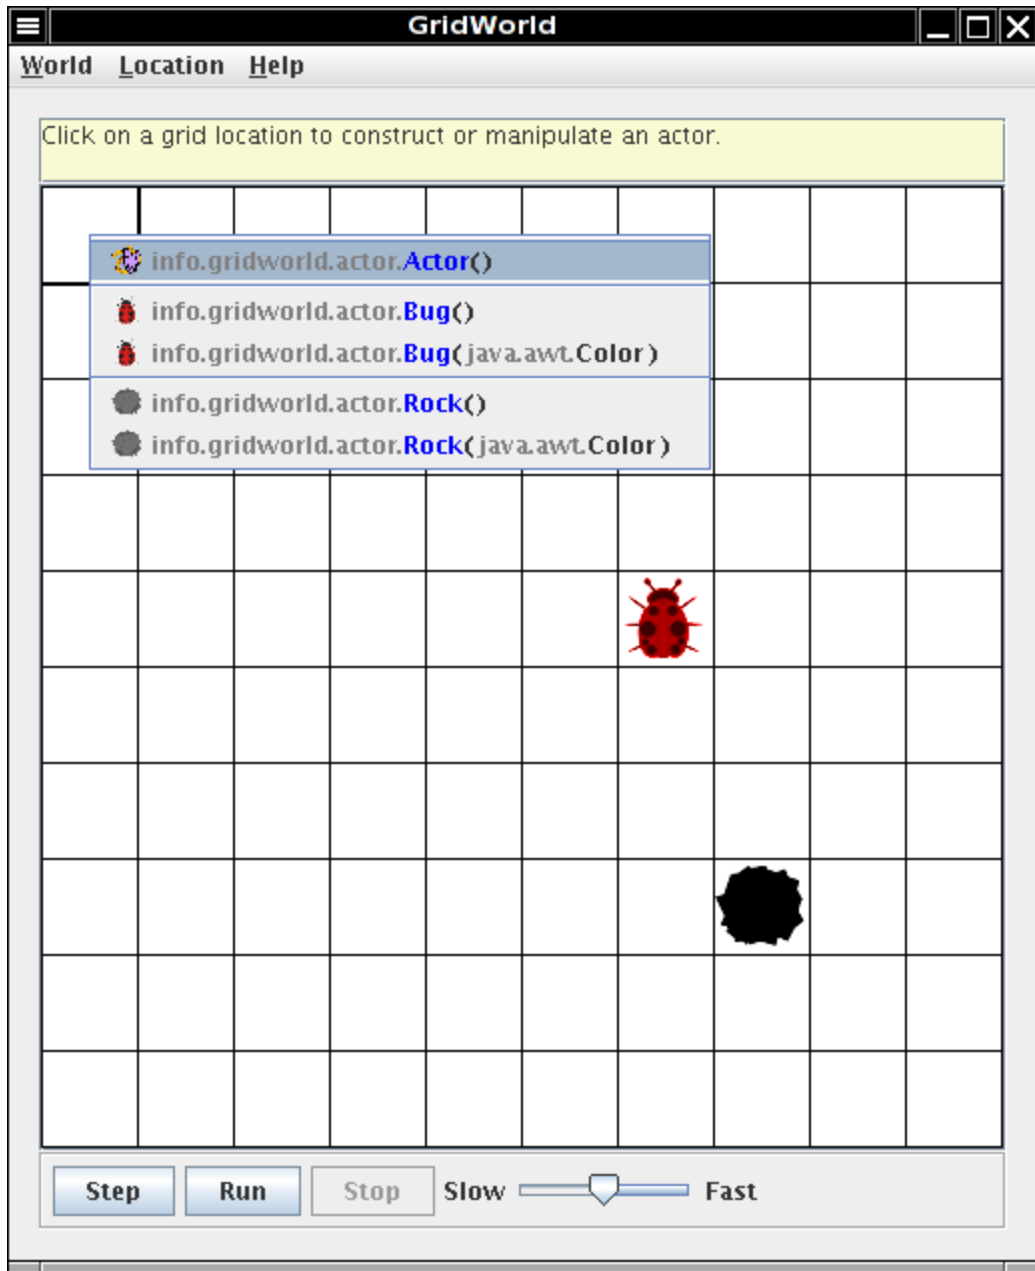 GridWorld
World Location Help
Click on a grid location to construct or manipulate an actor.
info.gridworld.actor.Actor()
info.gridworld.actor.Bug()
info.gridworld.actor.Bug(java.awt.Color)
info.gridworld.actor.Rock()
info.gridworld.actor.Rock(java.awt.Color)
Step Run Stop Slow Fast